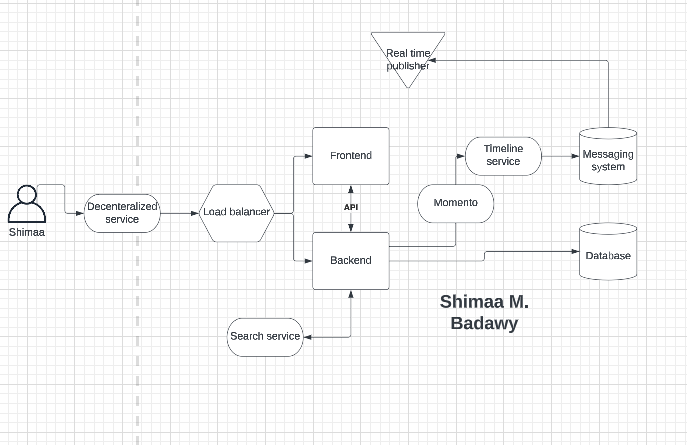 Real time
publisher
Frontend
Timeline
service
Messaging
system
Shimaa
Decenteralized
service
Load balancer
API
Momento
Backend
Database
Shimaa M.
Badawy
Search service